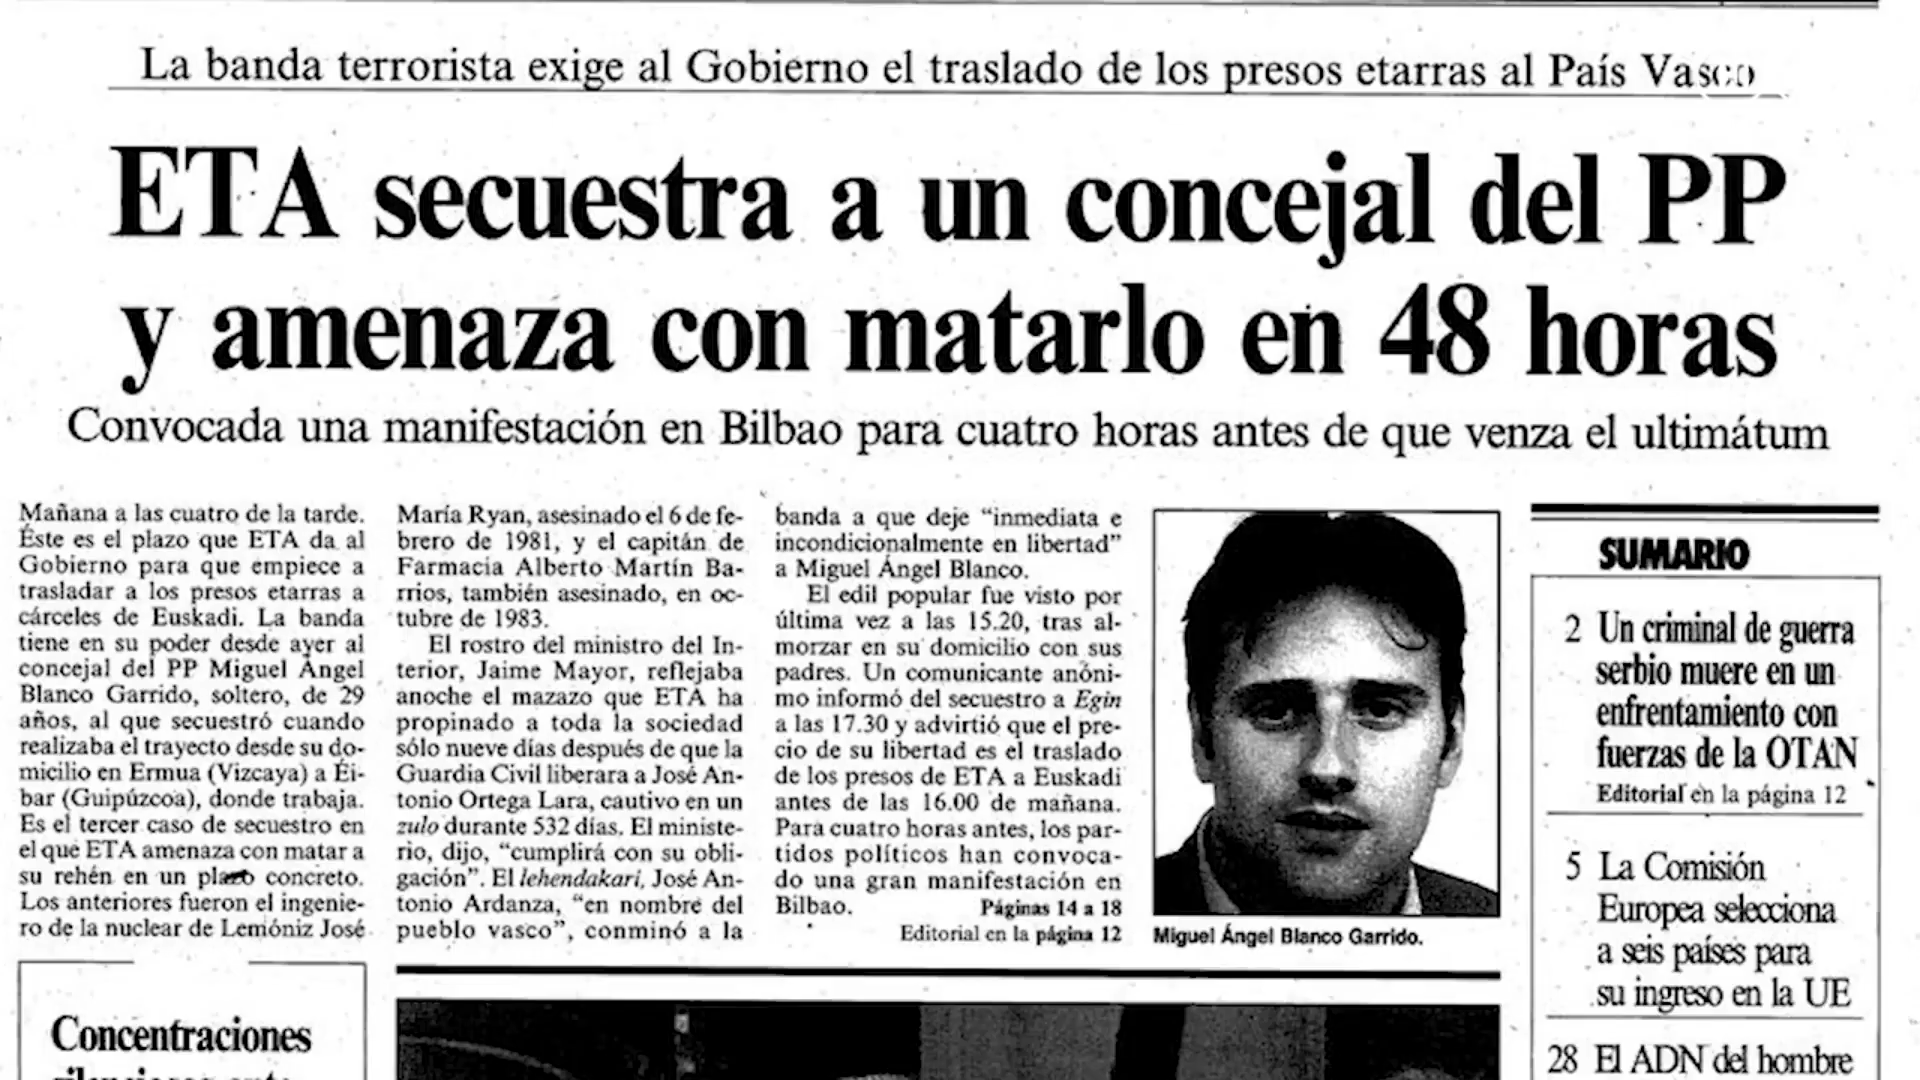 La banda terrorista exige al Gobierno el traslado de los presos etarras al País Vasco
ETA secuestra a un concejal del PP
y amenaza con matarlo en 48 horas
Convocada una manifestación en Bilbao para cuatro horas antes de que venza el ultimátum
Mañana a las cuatro de la tarde.
Éste es el plazo que ETA da al
Gobierno para que empiece a
trasladar a los presos etarras a
cárceles de Euskadi. La banda
tiene en su poder desde ayer al
concejal del PP Miguel Ángel
Blanco Garrido, soltero, de 29
años, al que secuestró cuando
realizaba el trayecto desde su do-
micilio en Ermua (Vizcaya) a Éi-
bar (Guipúzcoa), donde trabaja.
Es el tercer caso de secuestro en
el que ETA amenaza con matar a
su rehén en un plazo concreto.
Los anteriores fueron el ingenie-
ro de la nuclear de Lemóniz José
María Ryan, asesinado el 6 de fe-
brero de 1981, y el capitán de
Farmacia Alberto Martín Ba-
rrios, también asesinado, en oc-
tubre de 1983.
El rostro del ministro del In-
terior, Jaime Mayor, reflejaba
anoche el mazazo que ETA ha
propinado a toda la sociedad
sólo nueve días después de que la
Guardia Civil liberara a José An-
tonio Ortega Lara, cautivo en un
zulo durante 532 días. El ministe-
rio, dijo, "cumplirá con su obli-
gación". El lehendakari, José An-
tonio Ardanza, "en nombre del
pueblo vasco", conminó a la
banda a que deje "inmediata e
incondicionalmente en libertad"
a Miguel Ángel Blanco.
El edil popular fue visto por
última vez a las 15.20, tras al-
morzar en su domicilio con sus
padres. Un comunicante anóni-
mo informó del secuestro a Egin
a las 17.30 y advirtió que el pre-
cio de su libertad es el traslado
de los presos de ETA a Euskadi
antes de las 16.00 de mañana.
Para cuatro horas antes, los par-
tidos políticos han convoca-
do una gran manifestación en
Bilbao. Páginas 14 a 18
Editorial en la página 12
Miguel Ángel Blanco Garrido.
SUMARIO
2 Un criminal de guerra
serbio muere en un
enfrentamiento con
fuerzas de la OTAN
Editorial en la página 12
5 La Comisión
Europea selecciona
a seis países para
su ingreso en la UE
28 El ADN del hombre
Concentraciones